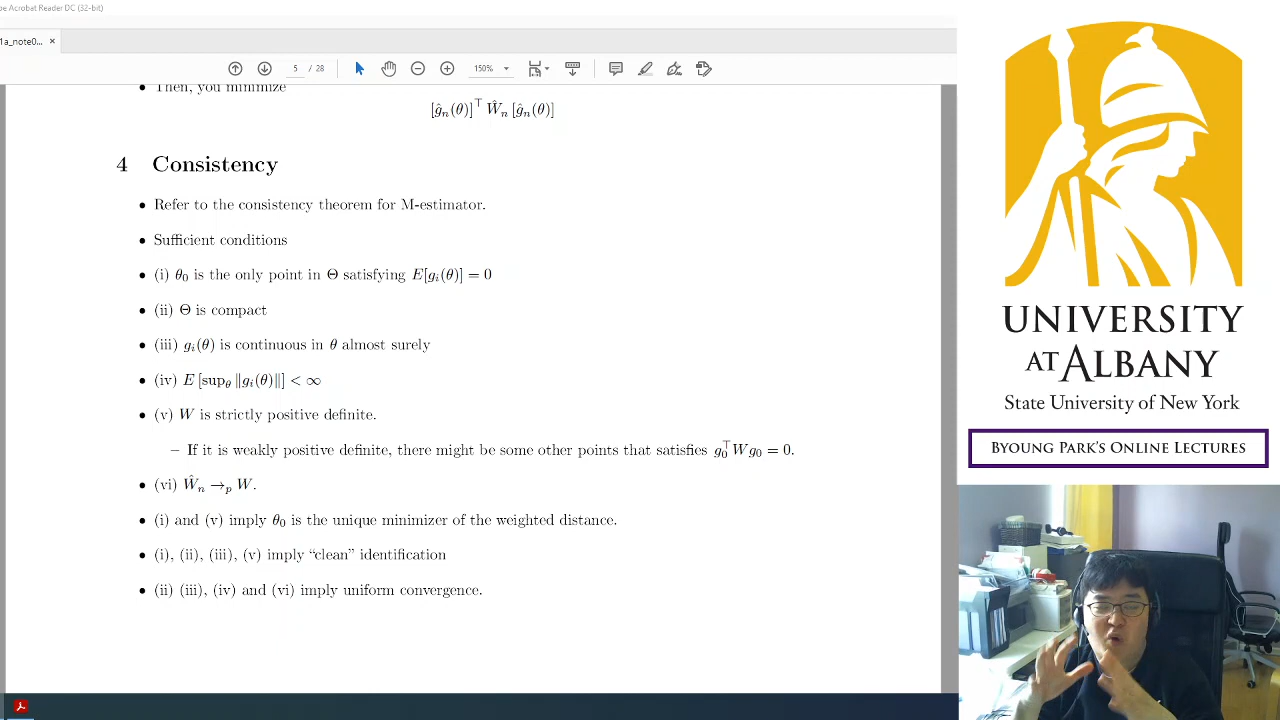 be Acrobat Reader DC (32-bit)
1a_note0... ×
5 / 28
150%
• Then, you minimize
[ĝₙ(θ)]⊤ Ŵₙ [ĝₙ(θ)]
4 Consistency
• Refer to the consistency theorem for M-estimator.
• Sufficient conditions
• (i) θ₀ is the only point in Θ satisfying E[gᵢ(θ)] = 0
• (ii) Θ is compact
• (iii) gᵢ(θ) is continuous in θ almost surely
• (iv) E [sup_θ ‖gᵢ(θ)‖] < ∞
• (v) W is strictly positive definite.
– If it is weakly positive definite, there might be some other points that satisfies g₀⊤Wg₀ = 0.
• (vi) Ŵₙ →ₚ W.
• (i) and (v) imply θ₀ is the unique minimizer of the weighted distance.
• (i), (ii), (iii), (v) imply “clean” identification
• (ii) (iii), (iv) and (vi) imply uniform convergence.
UNIVERSITY
AT ALBANY
State University of New York
BYOUNG PARK'S ONLINE LECTURES